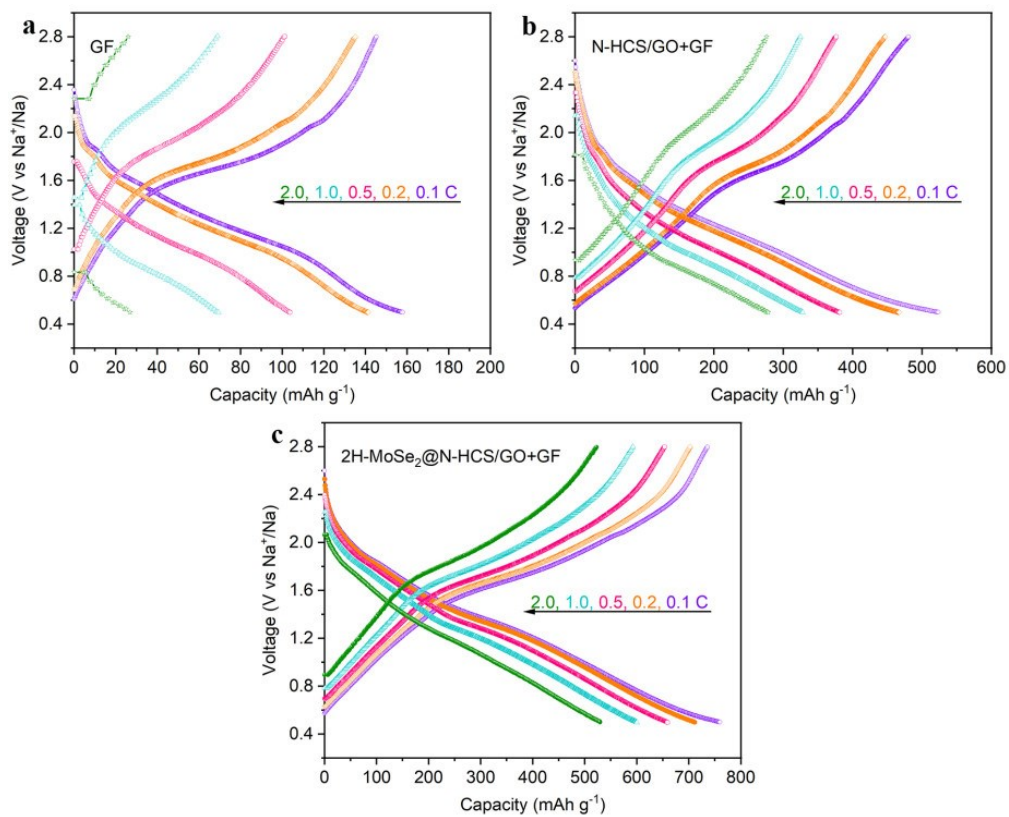 a
GF
2.8
2.4
2.0
1.6
1.2
0.8
0.4
Voltage (V vs Na⁺/Na)
2.0, 1.0, 0.5, 0.2, 0.1 C
0 20 40 60 80 100 120 140 160 180 200
Capacity (mAh g⁻¹)
b
N-HCS/GO+GF
2.8
2.4
2.0
1.6
1.2
0.8
0.4
Voltage (V vs Na⁺/Na)
2.0, 1.0, 0.5, 0.2, 0.1 C
0 100 200 300 400 500 600
Capacity (mAh g⁻¹)
c
2H-MoSe₂@N-HCS/GO+GF
2.8
2.4
2.0
1.6
1.2
0.8
0.4
Voltage (V vs Na⁺/Na)
2.0, 1.0, 0.5, 0.2, 0.1 C
0 100 200 300 400 500 600 700 800
Capacity (mAh g⁻¹)